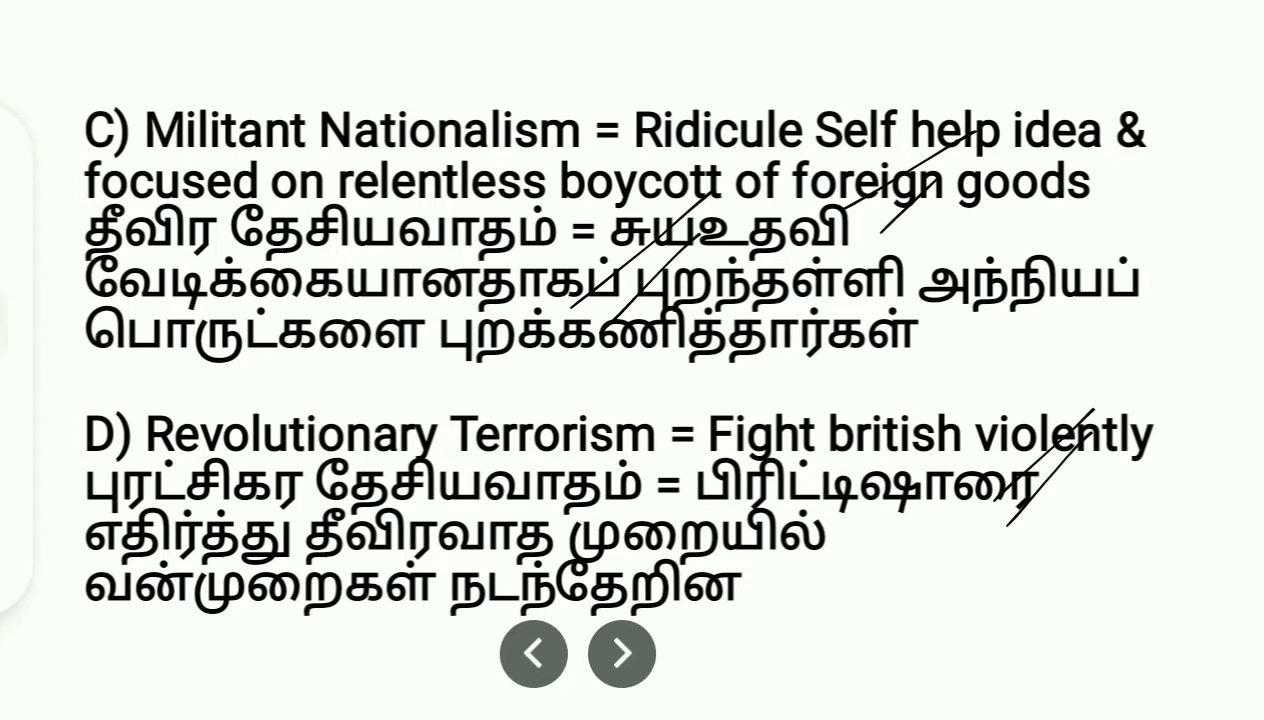 C) Militant Nationalism = Ridicule Self help idea &
focused on relentless boycott of foreign goods
தீவிர தேசியவாதம் = சுயஉதவி
வேடிக்கையானதாகப் புறந்தள்ளி அந்நியப்
பொருட்களை புறக்கணித்தார்கள்
D) Revolutionary Terrorism = Fight british violently
புரட்சிகர தேசியவாதம் = பிரிட்டிஷாரை
எதிர்த்து தீவிரவாத முறையில்
வன்முறைகள் நடந்தேறின